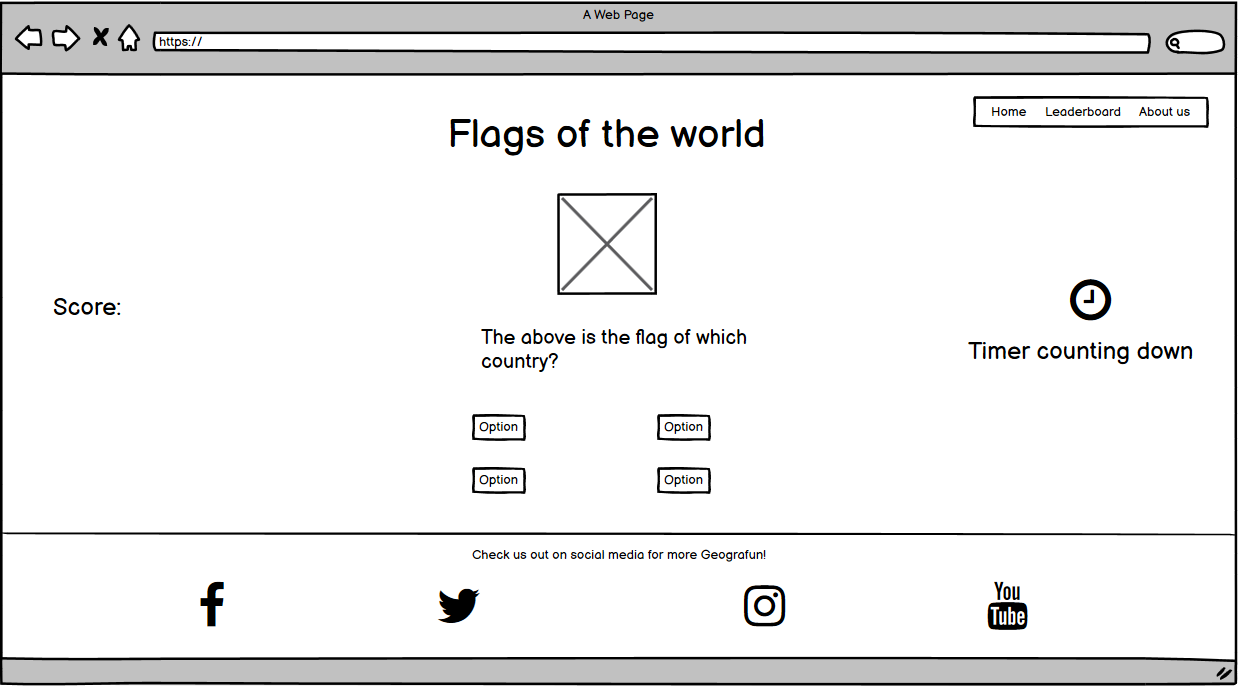 A Web Page
https://
Home Leaderboard About us
Flags of the world
Score:
The above is the flag of which
country?
Timer counting down
Option Option
Option Option
Check us out on social media for more Geografun!
You
Tube